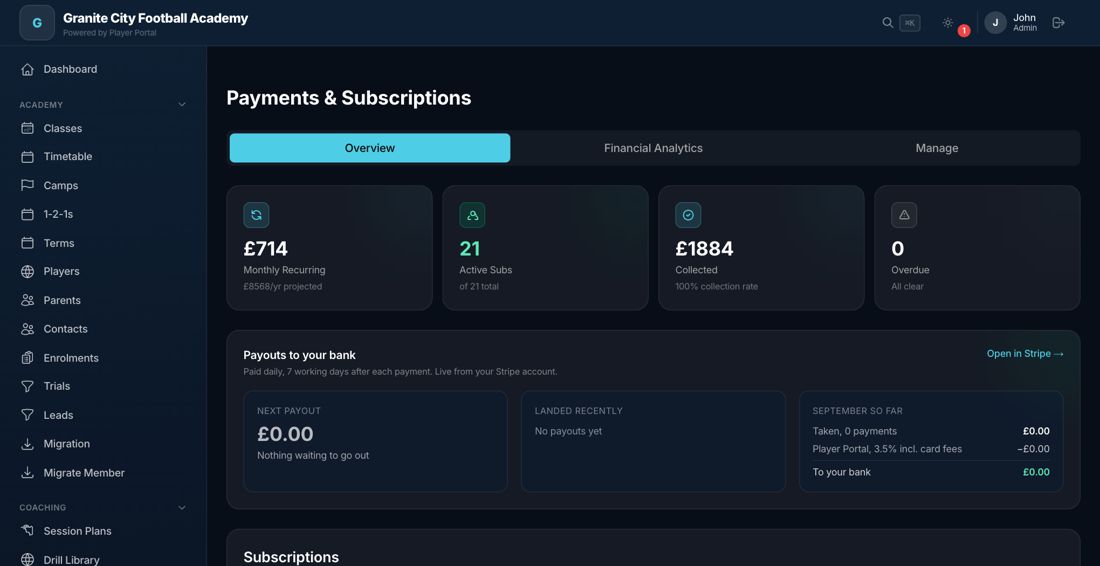 G
Granite City Football Academy
Powered by Player Portal
⌘K
1
J
John
Admin
Dashboard
ACADEMY
Classes
Timetable
Camps
1-2-1s
Terms
Players
Parents
Contacts
Enrolments
Trials
Leads
Migration
Migrate Member
COACHING
Session Plans
Drill Library
Payments & Subscriptions
Overview
Financial Analytics
Manage
£714
Monthly Recurring
£8568/yr projected
21
Active Subs
of 21 total
£1884
Collected
100% collection rate
0
Overdue
All clear
Payouts to your bank
Paid daily, 7 working days after each payment. Live from your Stripe account.
Open in Stripe →
NEXT PAYOUT
£0.00
Nothing waiting to go out
LANDED RECENTLY
No payouts yet
SEPTEMBER SO FAR
Taken, 0 payments £0.00
Player Portal, 3.5% incl. card fees −£0.00
To your bank £0.00
Subscriptions